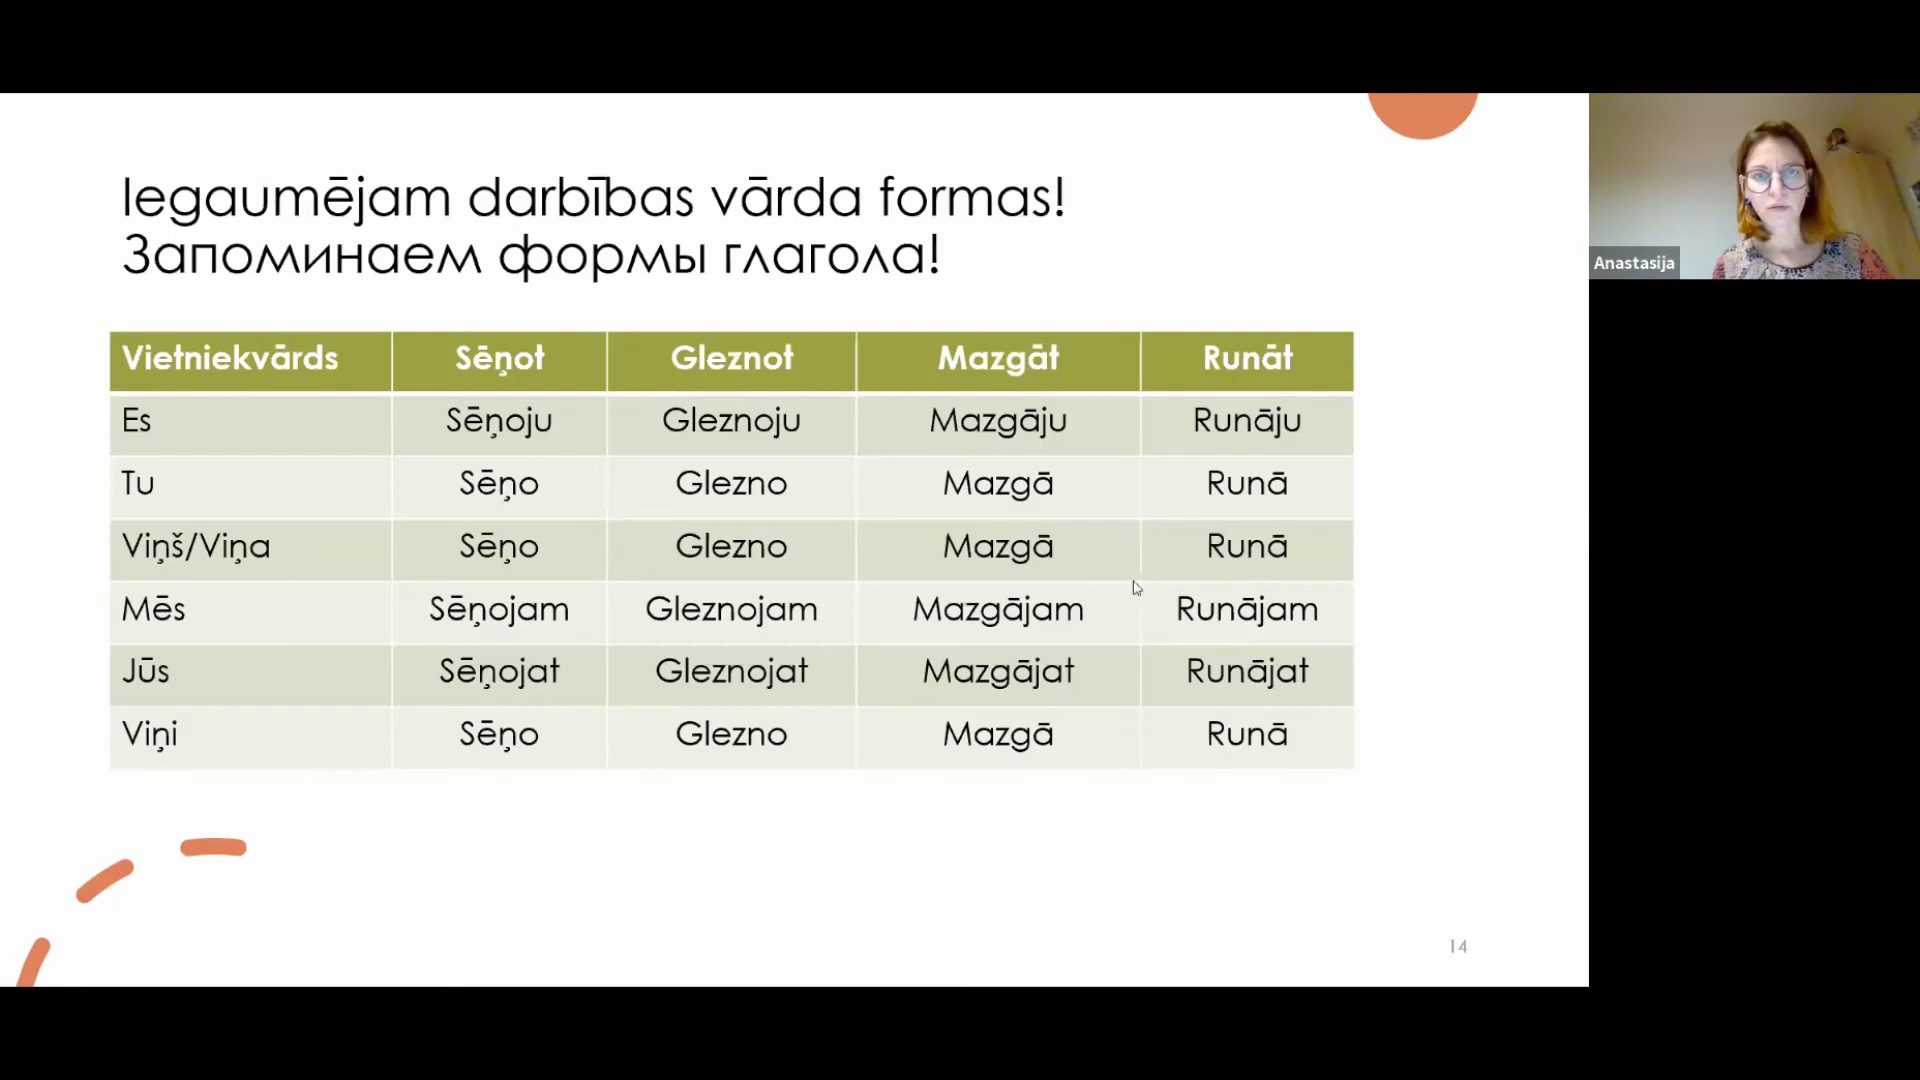 Iegaumējam darbības vārda formas!
Запоминаем формы глагола!
Vietniekvārds Sēņot Gleznot Mazgāt Runāt
Es Sēņoju Gleznoju Mazgāju Runāju
Tu Sēņo Glezno Mazgā Runā
Viņš/Viņa Sēņo Glezno Mazgā Runā
Mēs Sēņojam Gleznojam Mazgājam Runājam
Jūs Sēņojat Gleznojat Mazgājat Runājat
Viņi Sēņo Glezno Mazgā Runā
14
Anastasija